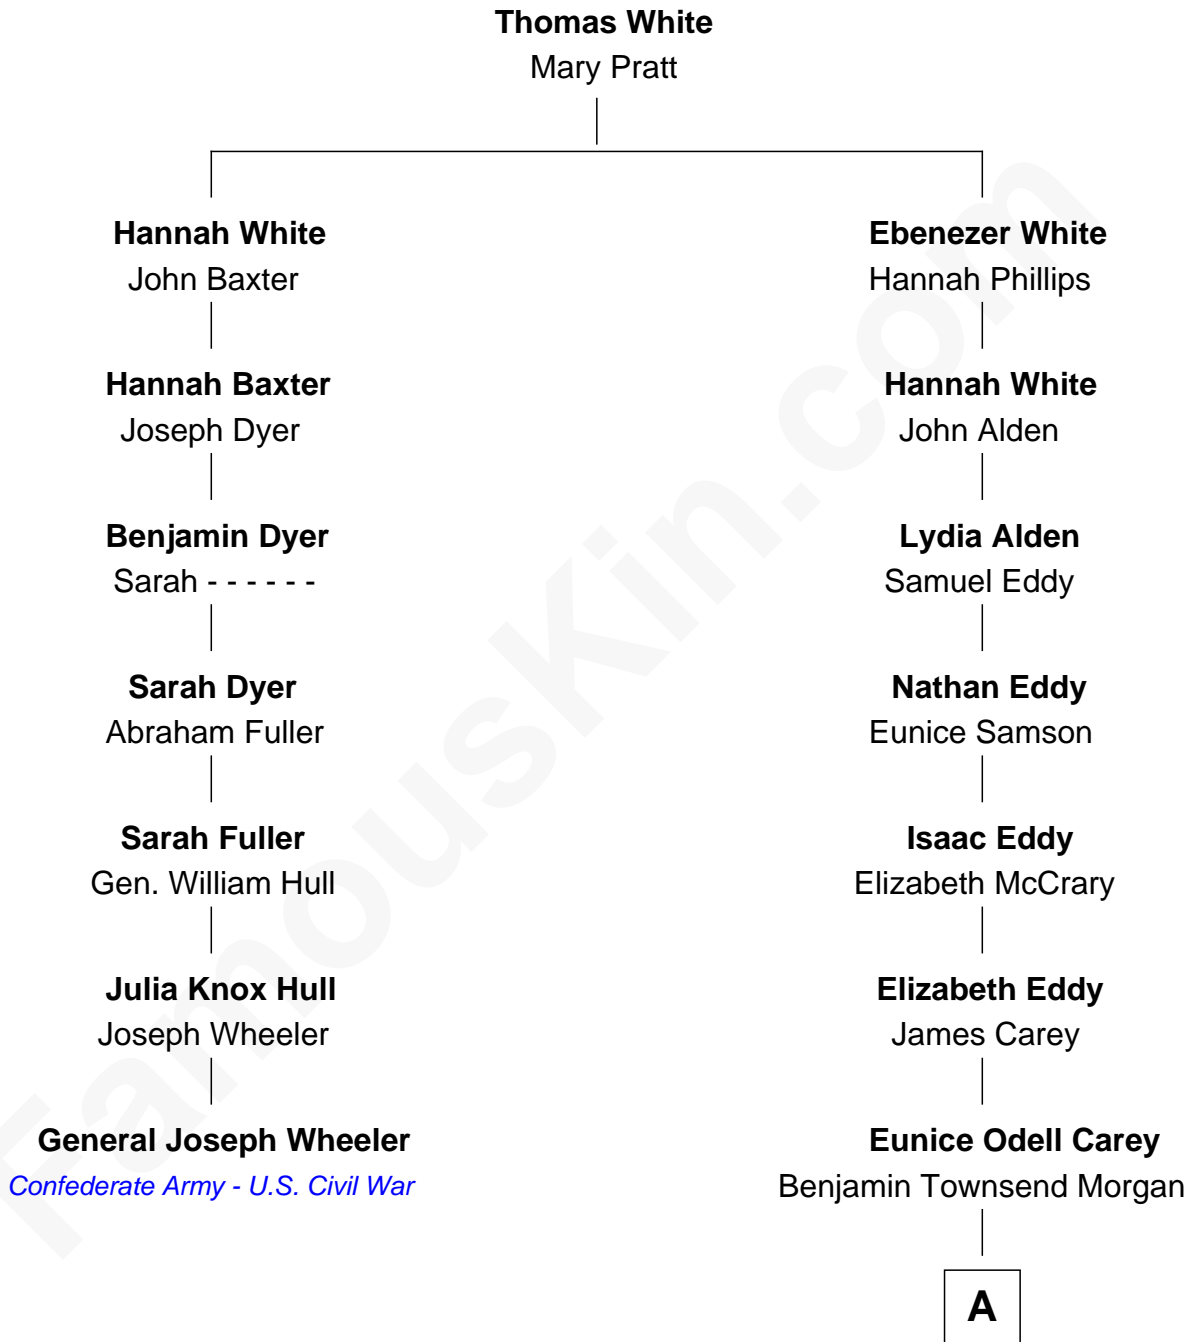 Thomas White
Mary Pratt
Hannah White
John Baxter
Hannah Baxter
Joseph Dyer
Benjamin Dyer
Sarah - - - - - -
Sarah Dyer
Abraham Fuller
Sarah Fuller
Gen. William Hull
Julia Knox Hull
Joseph Wheeler
General Joseph Wheeler
Confederate Army - U.S. Civil War
Ebenezer White
Hannah Phillips
Hannah White
John Alden
Lydia Alden
Samuel Eddy
Nathan Eddy
Eunice Samson
Isaac Eddy
Elizabeth McCrary
Elizabeth Eddy
James Carey
Eunice Odell Carey
Benjamin Townsend Morgan
A
FamousKin.com